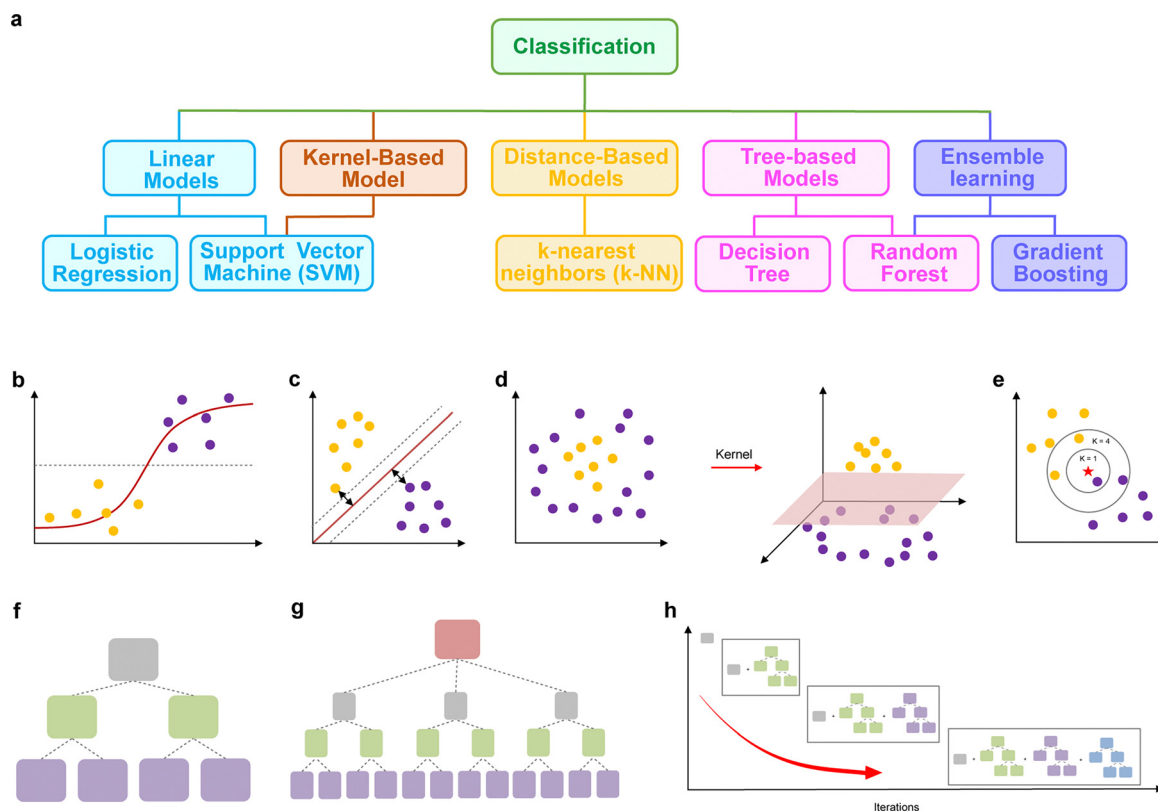 a
Classification
Linear
Models
Kernel-Based
Model
Distance-Based
Models
Tree-based
Models
Ensemble
learning
Logistic
Regression
Support Vector
Machine (SVM)
k-nearest
neighbors (k-NN)
Decision
Tree
Random
Forest
Gradient
Boosting
b
c
d
Kernel
e
K = 4
K = 1
f
g
h
Iterations